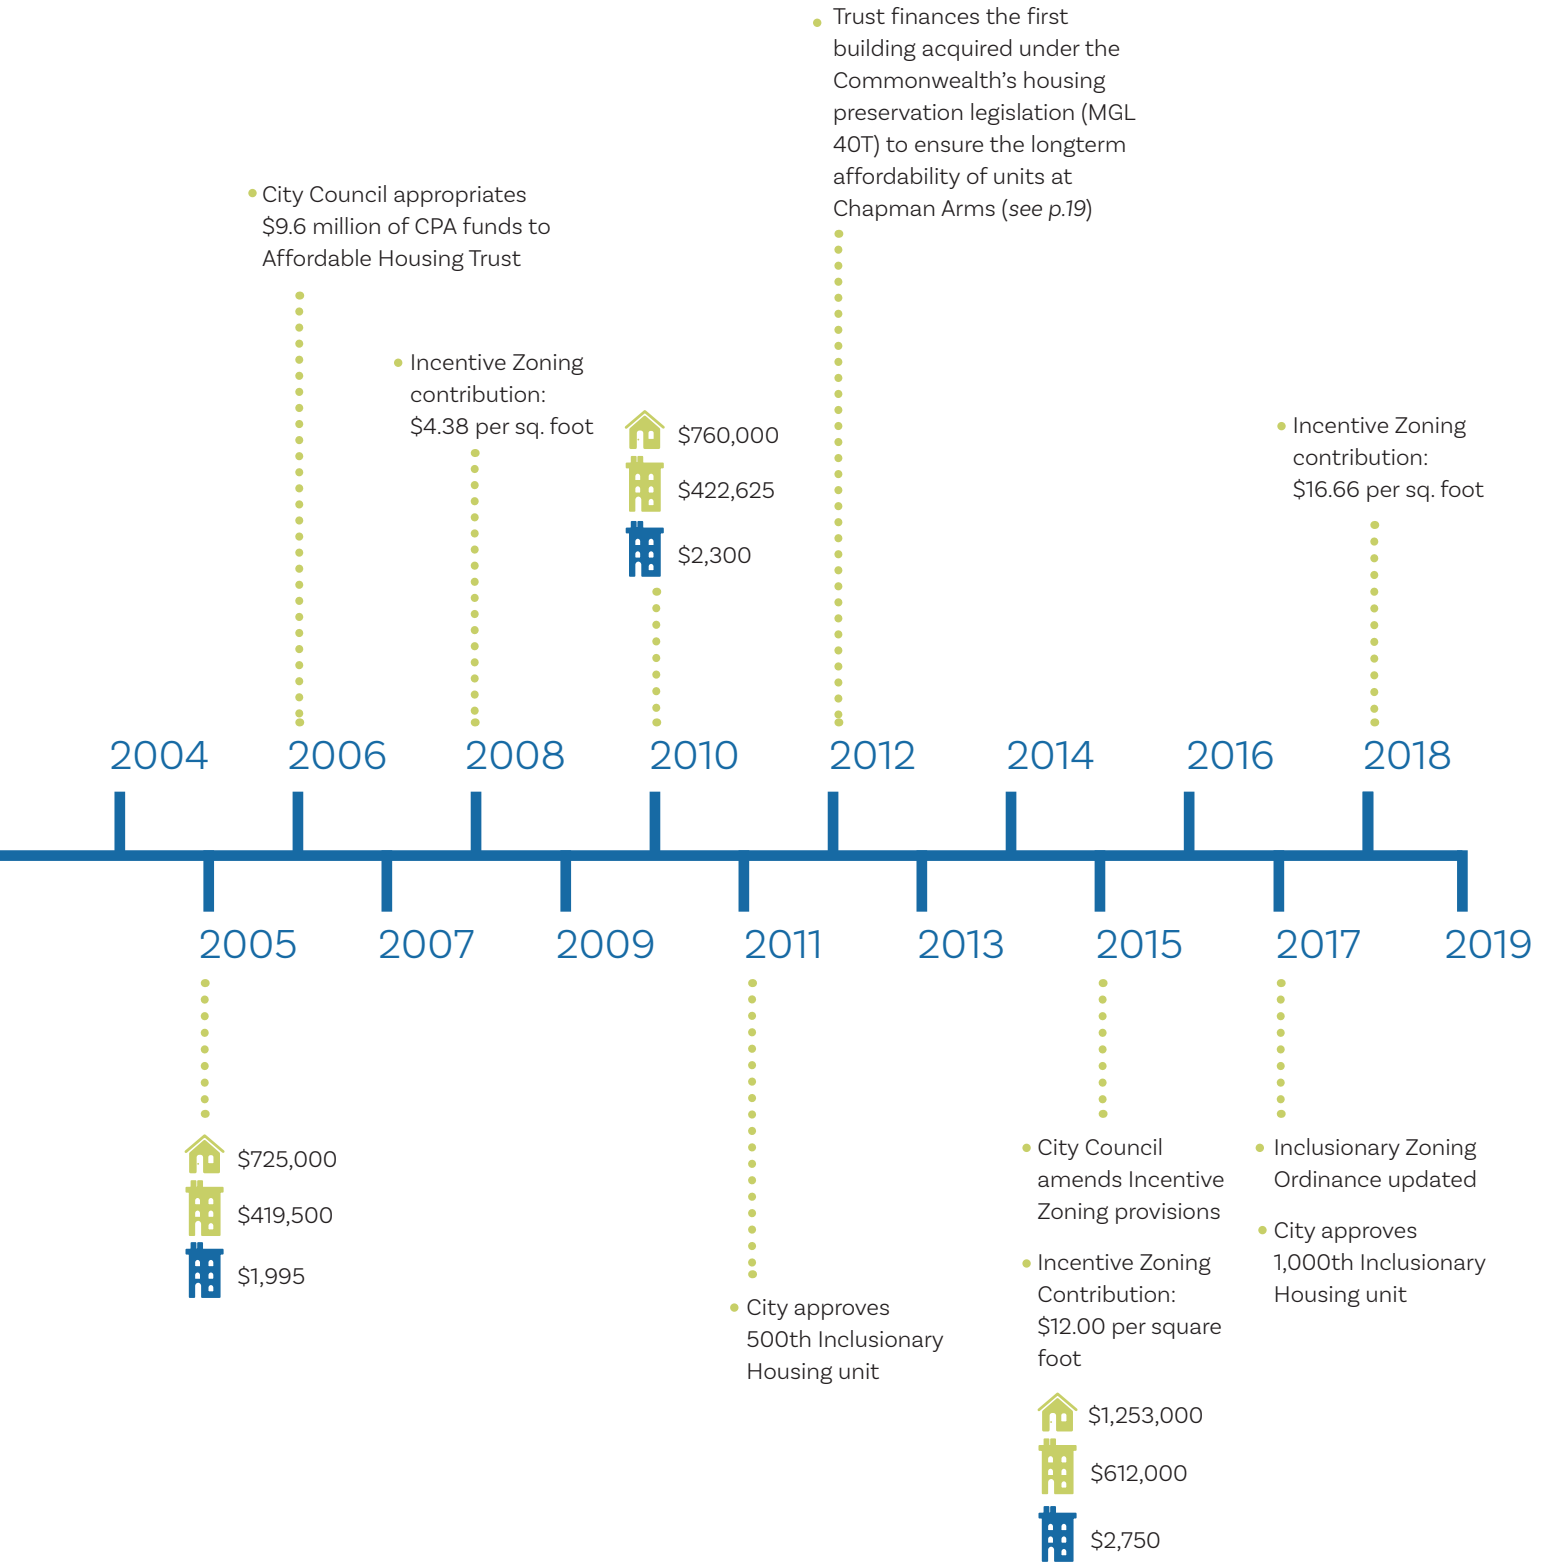 Trust finances the first
building acquired under the
Commonwealth's housing
preservation legislation (MGL
40T) to ensure the longterm
affordability of units at
Chapman Arms (see p.19)
City Council appropriates
$9.6 million of CPA funds to
Affordable Housing Trust
Incentive Zoning
contribution:
$4.38 per sq. foot
$760,000
$422,625
$2,300
Incentive Zoning
contribution:
$16.66 per sq. foot
2004 2006 2008 2010 2012 2014 2016 2018
2005 2007 2009 2011 2013 2015 2017 2019
$725,000
$419,500
$1,995
City approves
500th Inclusionary
Housing unit
City Council
amends Incentive
Zoning provisions
Incentive Zoning
Contribution:
$12.00 per square
foot
$1,253,000
$612,000
$2,750
Inclusionary Zoning
Ordinance updated
City approves
1,000th Inclusionary
Housing unit